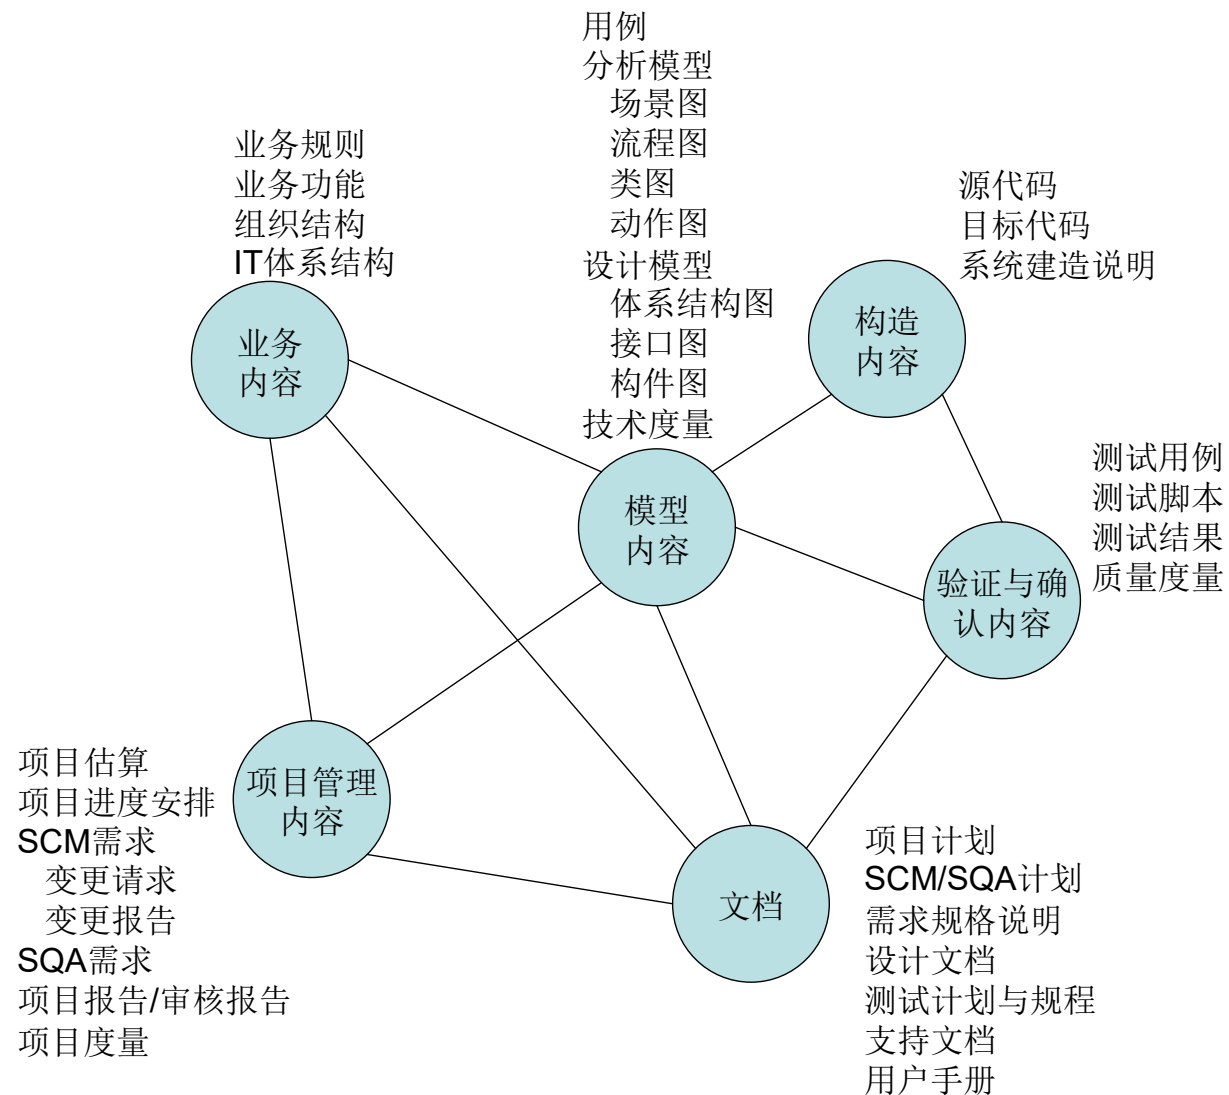 用例
分析模型
场景图
流程图
类图
动作图
设计模型
体系结构图
接口图
构件图
技术度量
业务规则
业务功能
组织结构
IT体系结构
源代码
目标代码
系统建造说明
业务
内容
构造
内容
模型
内容
测试用例
测试脚本
测试结果
质量度量
验证与确
认内容
项目估算
项目进度安排
SCM需求
变更请求
变更报告
SQA需求
项目报告/审核报告
项目度量
项目管理
内容
文档
项目计划
SCM/SQA计划
需求规格说明
设计文档
测试计划与规程
支持文档
用户手册